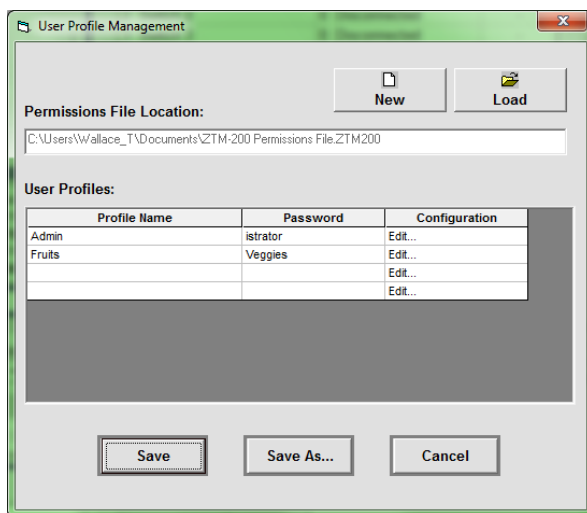 User Profile Management
New Load
Permissions File Location:
C:\Users\Wallace_T\Documents\ZTM-200 Permissions File.ZTM200
User Profiles:
Profile Name Password Configuration
Admin istrator Edit...
Fruits Veggies Edit...
Edit...
Edit...
Save Save As... Cancel